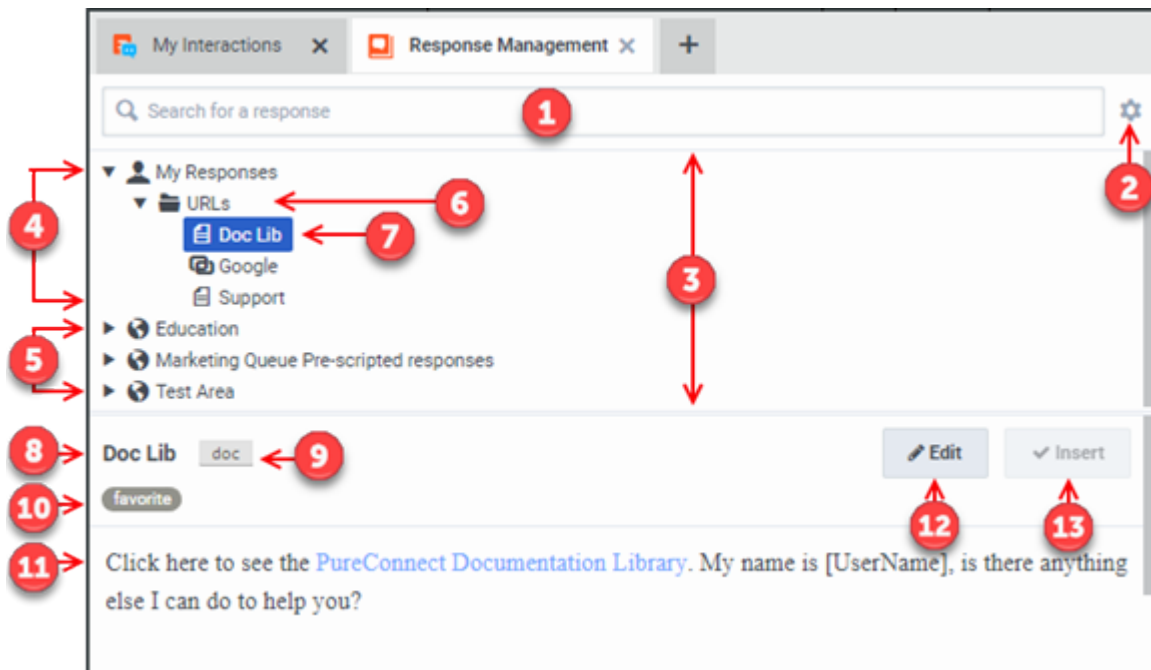 My Interactions Response Management
Search for a response
1
2
My Responses
URLs
6
4
Doc Lib
7
Google
3
Support
Education
5
Marketing Queue Pre-scripted responses
Test Area
8
Doc Lib doc
9
Edit Insert
10
favorite
12
13
11
Click here to see the PureConnect Documentation Library. My name is [UserName], is there anything
else I can do to help you?